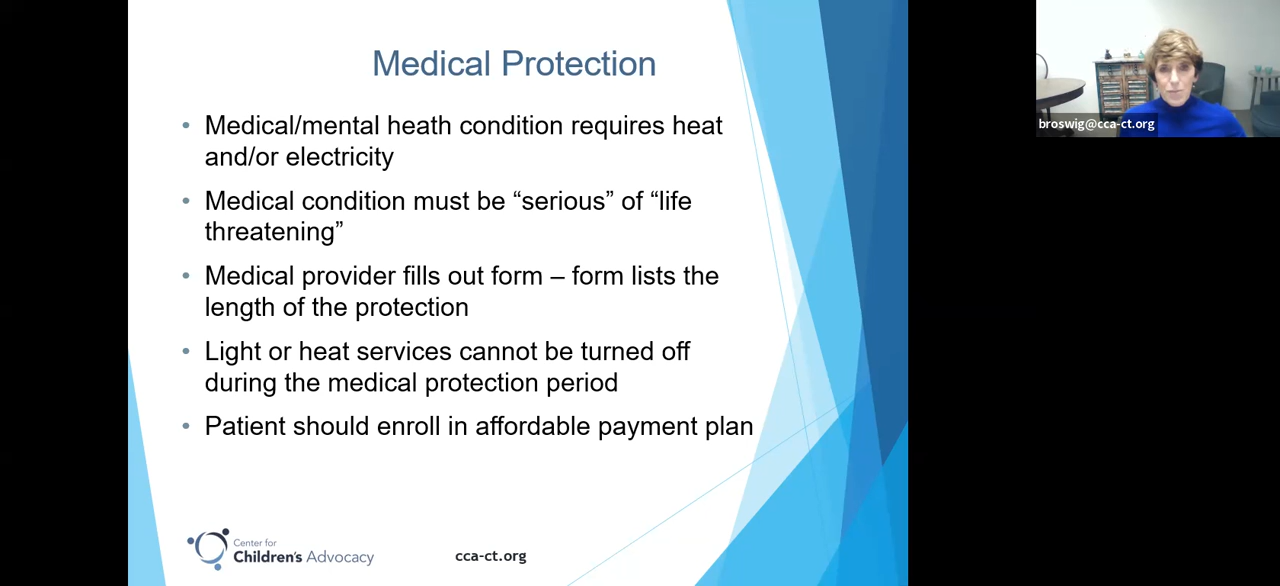 Medical Protection
• Medical/mental heath condition requires heat
and/or electricity
• Medical condition must be “serious” of “life
threatening”
• Medical provider fills out form – form lists the
length of the protection
• Light or heat services cannot be turned off
during the medical protection period
• Patient should enroll in affordable payment plan
Center for
Children's Advocacy
cca-ct.org
broswig@cca-ct.org